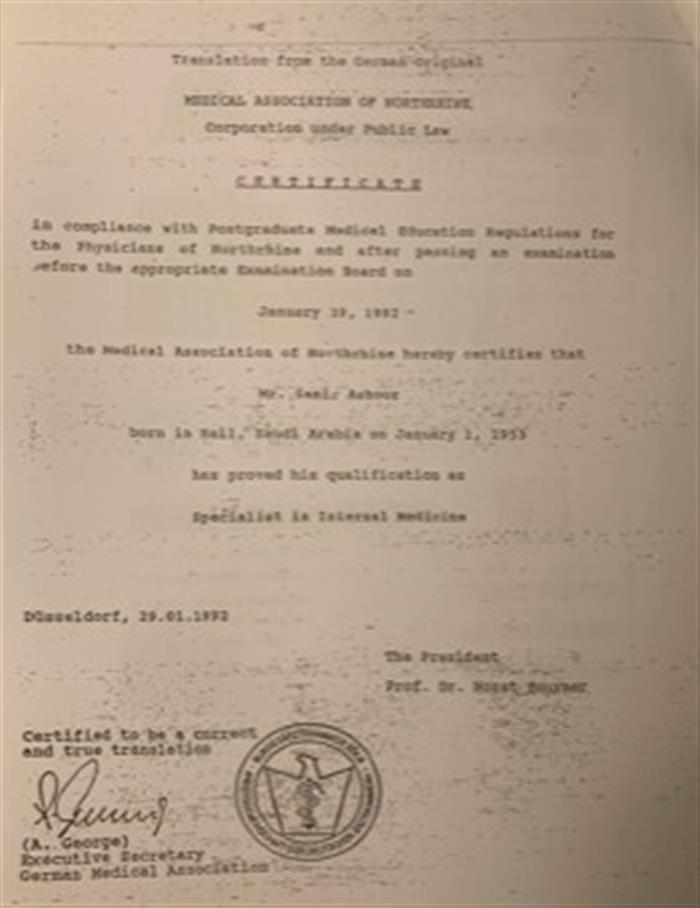 Translation from the German Original
MEDICAL ASSOCIATION OF NORTHRHINE
Corporation under Public Law
CERTIFICATE
in compliance with Postgraduate Medical Education Regulations for
the Physicians of Northrhine and after passing an examination
before the appropriate Examination Board on
January 29, 1992 -
the Medical Association of Northrhine hereby certifies that
Mr. Samir Ashour
born in Hail, Saudi Arabia on January 1, 1953
has proved his qualification as
Specialist in Internal Medicine
Düsseldorf, 29.01.1992
The President
Prof. Dr. Horst
Certified to be a correct
and true translation
(A. George)
Executive Secretary
German Medical Association